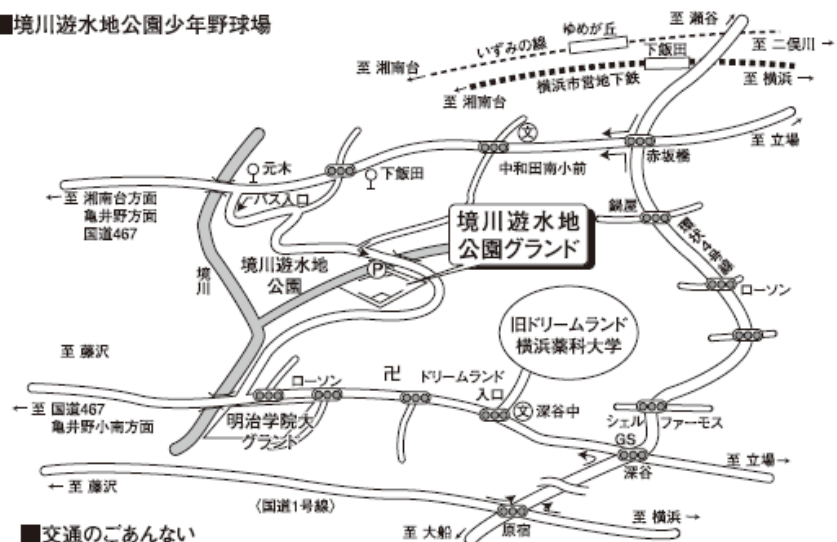 ■境川遊水地公園少年野球場
至 瀬谷
ゆめが丘
いずみの線
至 二俣川 →
至 湘南台
下飯田
横浜市営地下鉄
至 横浜 →
至 湘南台
文
至 立場
元木
下飯田
中和田南小前
赤坂橋
バス入口
← 至 湘南台方面
亀井野方面
国道467
鍋屋
境川遊水地
公園グランド
環状4号線
境川遊水地
公園
P
境川
ローソン
旧ドリームランド
横浜薬科大学
至 藤沢
ローソン
卍
ドリームランド
入口
← 至 国道467
亀井野小南方面
明治学院大
グランド
文 深谷中
シェル
GS
ファーモス
深谷
至 立場→
← 至 藤沢
〈国道1号線〉
至 大船
原宿
至 横浜 →
■交通のごあんない